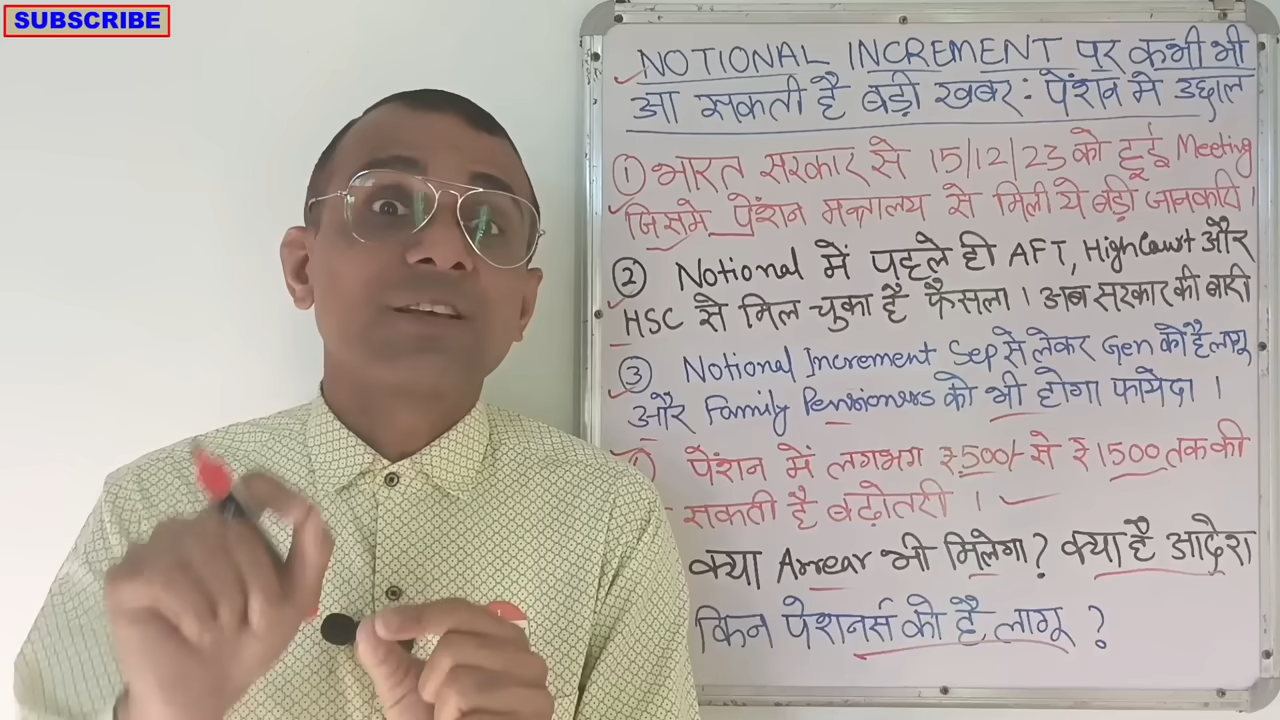 SUBSCRIBE
NOTIONAL INCREMENT पर कभी भी
आ सकती है बड़ी खबर: पेंशन मे उछाल
① भारत सरकार से 15/12/23 को हुई Meeting
जिसमे पेंशन मंत्रालय से मिली ये बड़ी जानकारी।
② Notional में पहले ही AFT, High Court और
HSC से मिल चुका है फैसला। अब सरकार की बारी
③ Notional Increment Sep से लेकर Gen को है लागू
और Family Pensioners को भी होगा फायेदा।
पेंशन में लगभग ₹500/- से ₹1500 तक की
सकती है बढ़ोतरी।
क्या Arrear भी मिलेगा? क्या है आदेश
किन पेंशनर्स को है लागू?